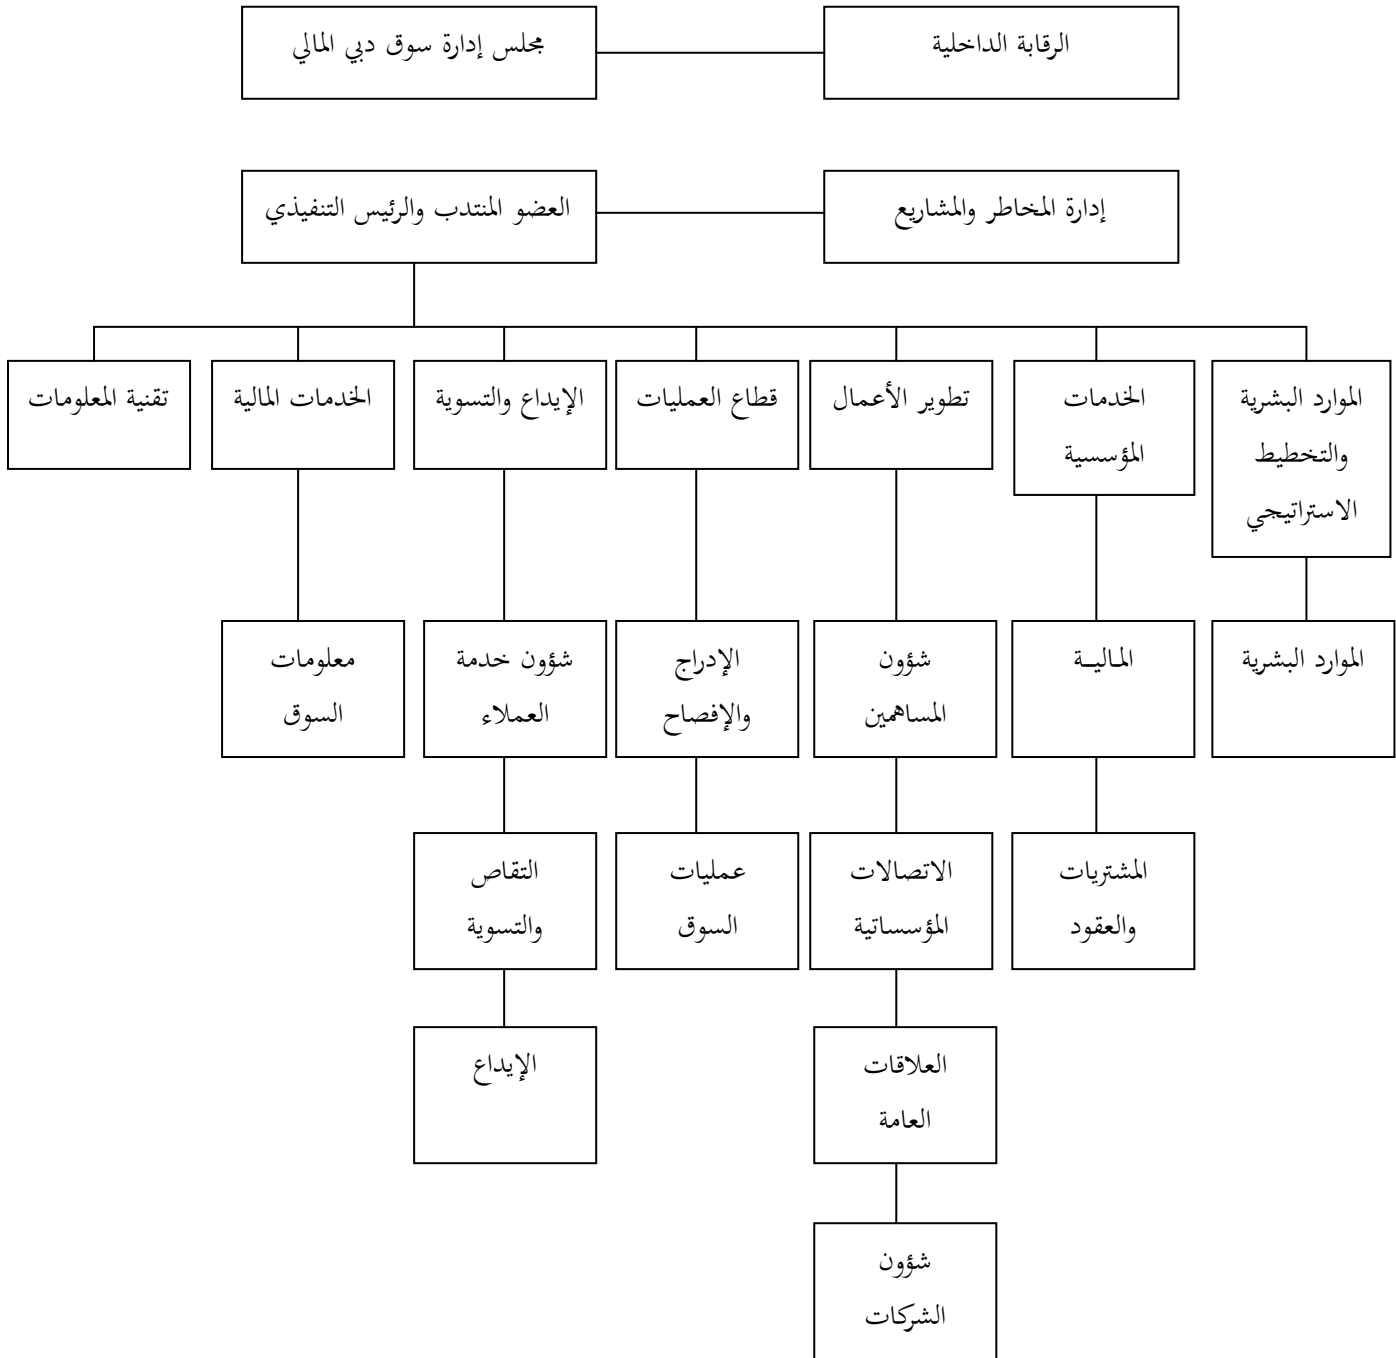 الرقابة الداخلية
مجلس إدارة سوق دبي المالي
إدارة المخاطر والمشاريع
العضو المنتدب والرئيس التنفيذي
الموارد البشرية
والتخطيط
الاستراتيجي
الخدمات
المؤسسية
تطوير الأعمال
قطاع العمليات
الإيداع والتسوية
الخدمات المالية
تقنية المعلومات
الموارد البشرية
الماليــة
شؤون
المساهمين
الإدراج
والإفصاح
شؤون خدمة
العملاء
معلومات
السوق
المشتريات
والعقود
الاتصالات
المؤسساتية
عمليات
السوق
التقاص
والتسوية
العلاقات
العامة
الإيداع
شؤون
الشركات